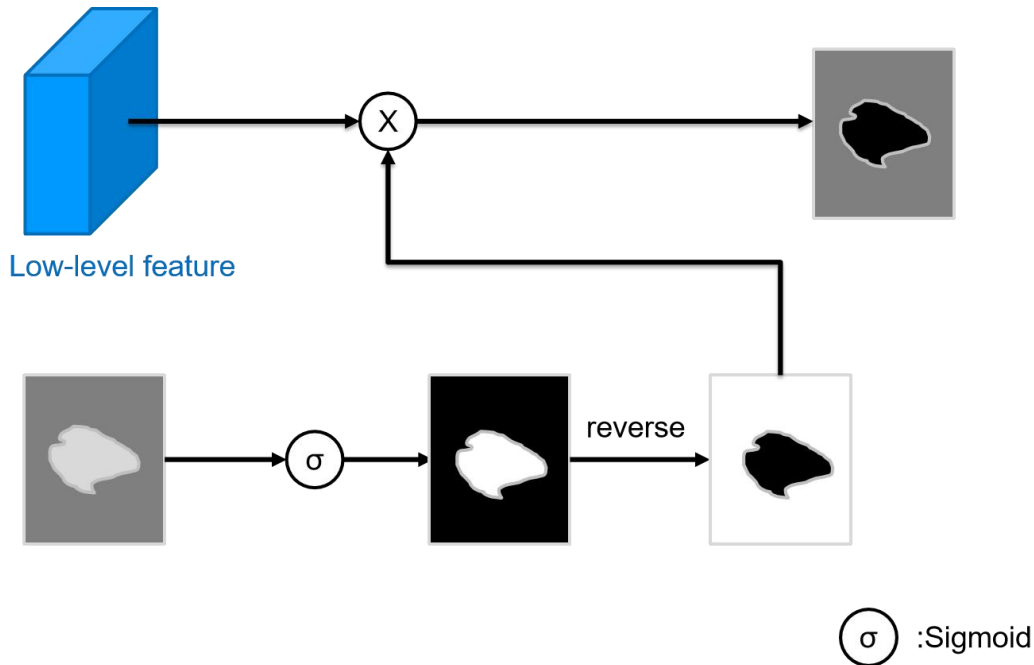 X
Low-level feature
σ
reverse
σ :Sigmoid